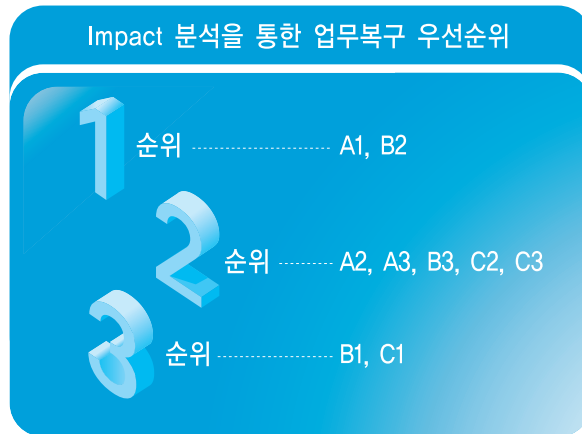 Impact 분석을 통한 업무복구 우선순위
1 순위 ---------------- A1, B2
2 순위 -------- A2, A3, B3, C2, C3
3 순위 -------------- B1, C1